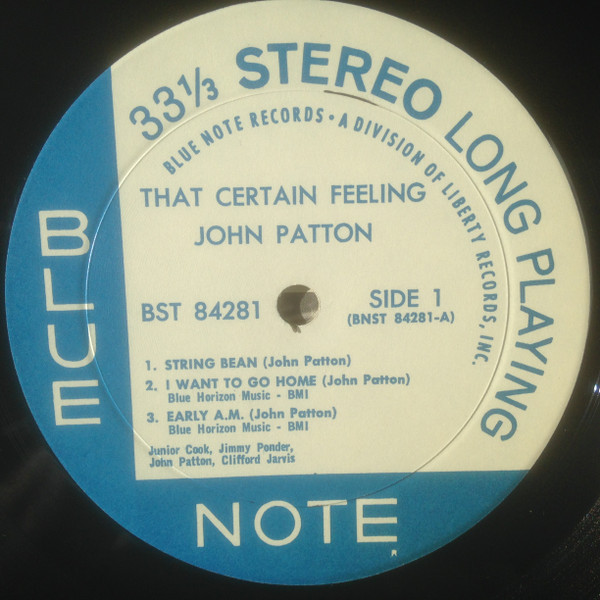 33⅓ STEREO LONG PLAYING
BLUE NOTE RECORDS • A DIVISION OF LIBERTY RECORDS, INC.
THAT CERTAIN FEELING
JOHN PATTON
BST 84281
SIDE 1
(BNST 84281-A)
1. STRING BEAN (John Patton)
2. I WANT TO GO HOME (John Patton)
Blue Horizon Music - BMI
3. EARLY A.M. (John Patton)
Blue Horizon Music - BMI
Junior Cook, Jimmy Ponder,
John Patton, Clifford Jarvis
BLUE
NOTE